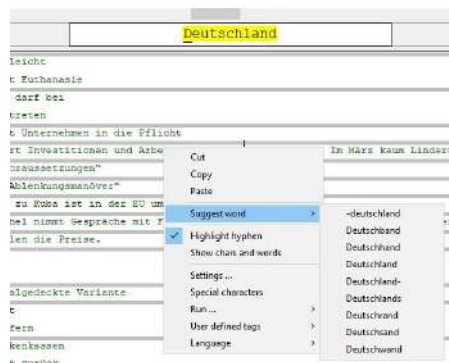 Deutschland
leicht
t Euthanasie
darf bei
treten
t Unternehmen in die Pflicht
rt Investitionen und Arbe
Im März kaum Linder
oraussetzungen"
Ablenkungsmanöver"
zu Kuba ist in der EU um
hel nimmt Gespräche mit F
len die Preise.
algedeckte Variante
t
fern
kenkassen
Cut
Copy
Paste
Suggest word
Highlight hyphen
Show chars and words
Settings ...
Special characters
Run ...
User defined tags
Language
-deutschland
Deutschband
Deutschhand
Deutschland
Deutschland-
Deutschlands
Deutschrand
Deutschsand
Deutschwand